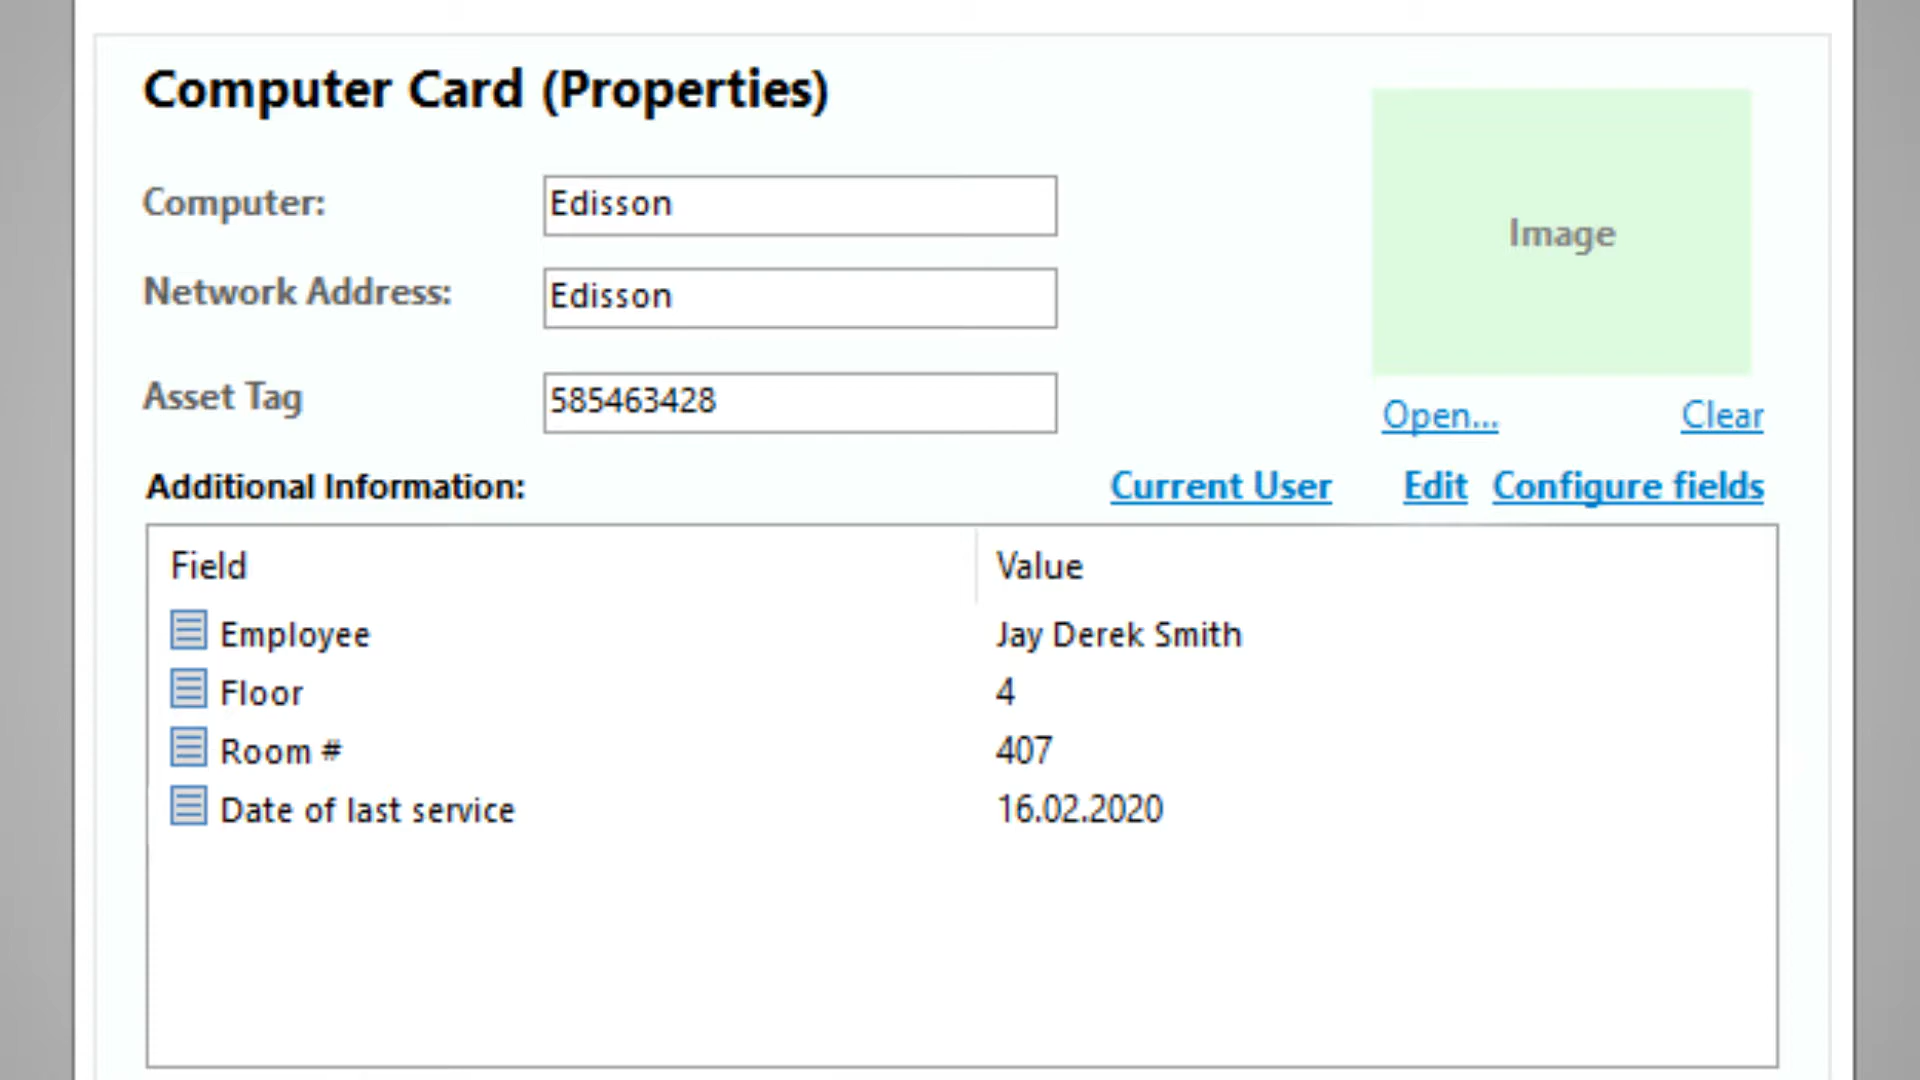 Computer Card (Properties)
Computer: Edisson
Network Address: Edisson
Image
Asset Tag 585463428
Open... Clear
Additional Information: Current User Edit Configure fields
Field Value
Employee Jay Derek Smith
Floor 4
Room # 407
Date of last service 16.02.2020